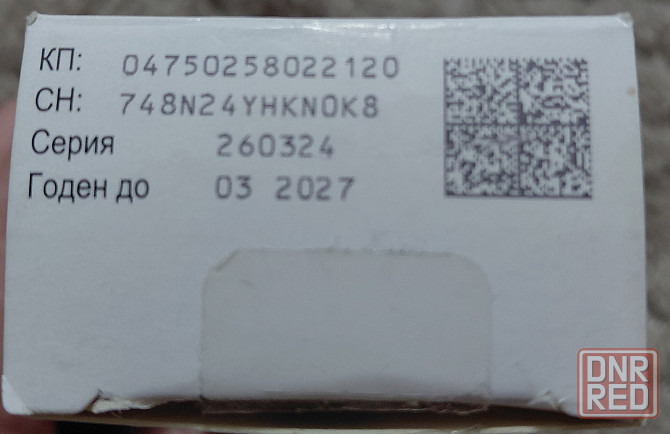 КП: 04750258022120
СН: 748N24YHKN0K8
Серия 260324
Годен до 03 2027
DNR
RED